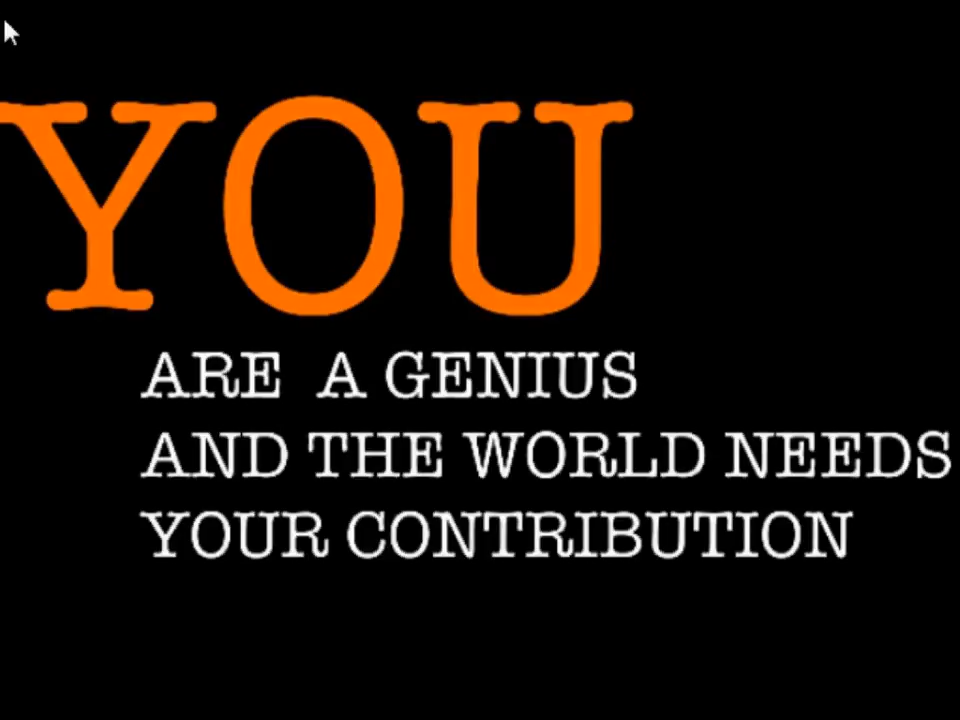 YOU
ARE A GENIUS
AND THE WORLD NEEDS
YOUR CONTRIBUTION